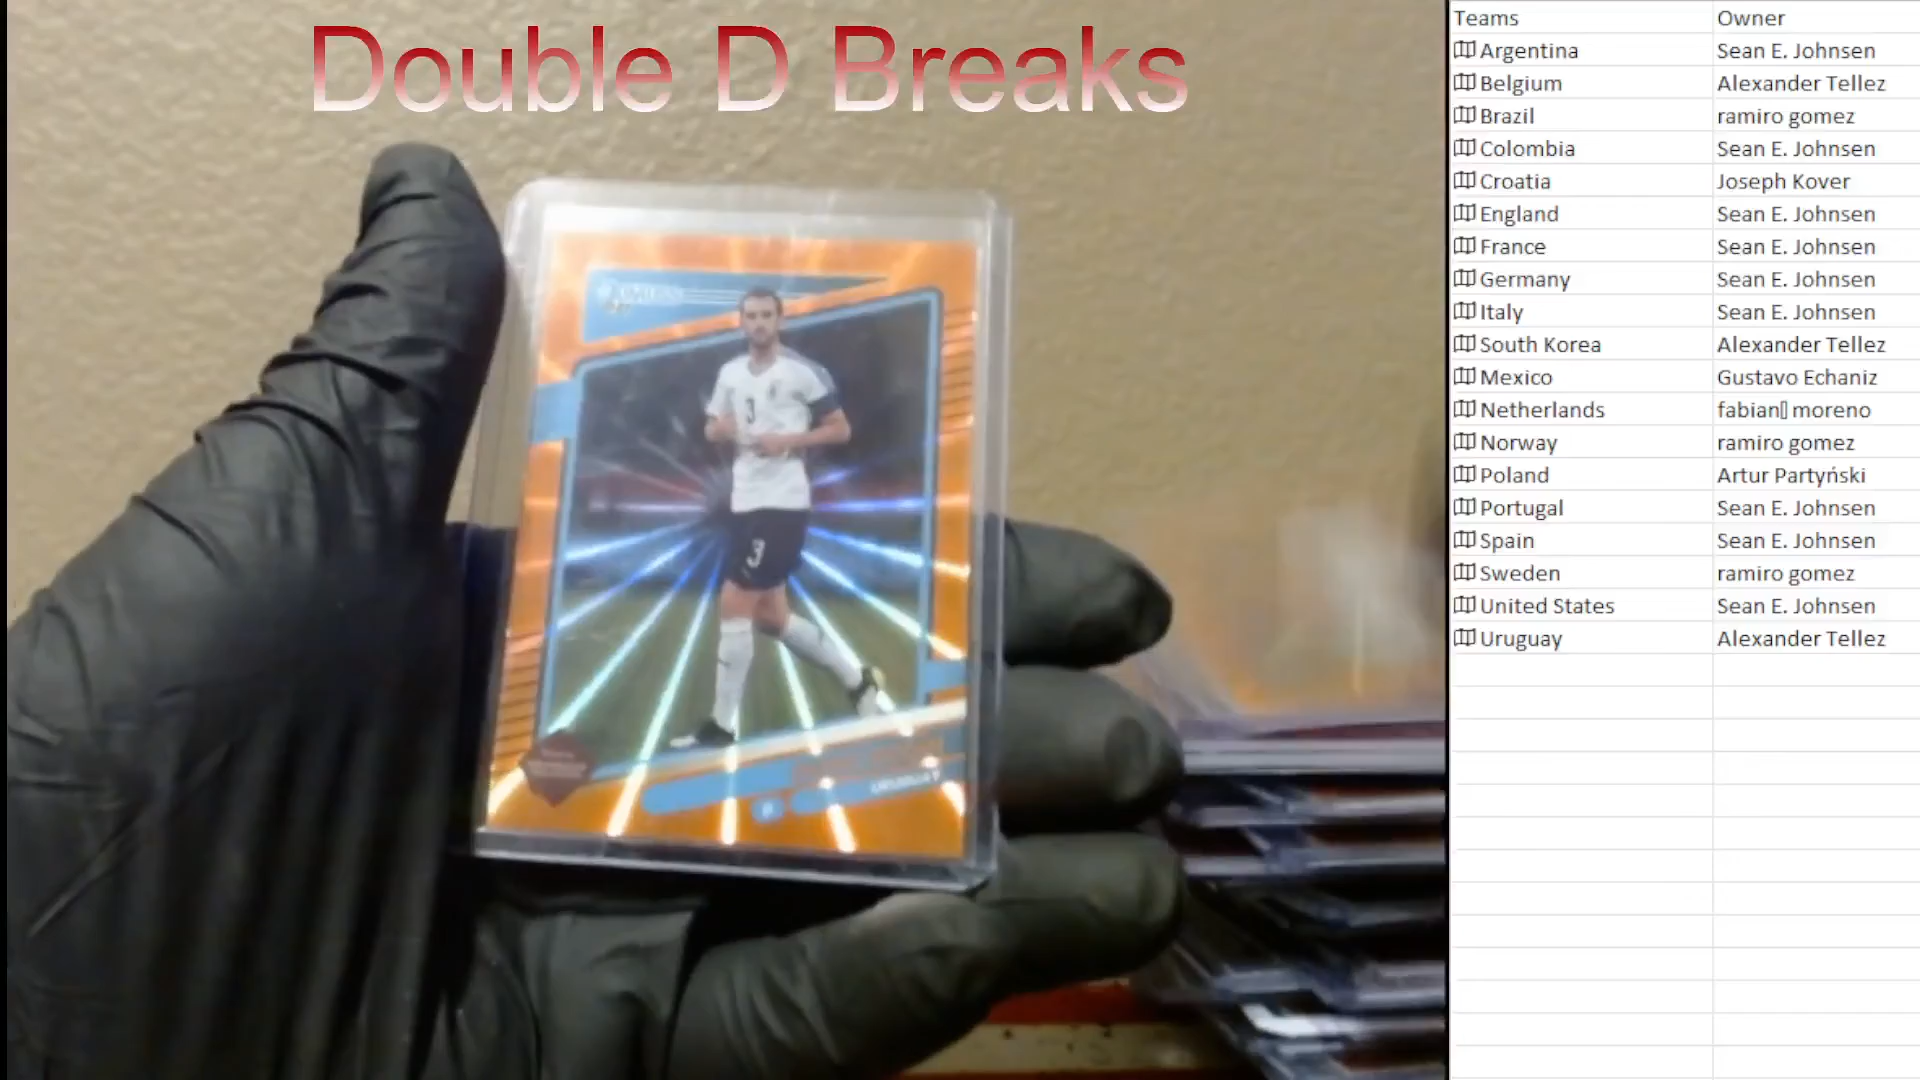 Double D Breaks
3
3
URUGUAY
Teams Owner
Argentina Sean E. Johnsen
Belgium Alexander Tellez
Brazil ramiro gomez
Colombia Sean E. Johnsen
Croatia Joseph Kover
England Sean E. Johnsen
France Sean E. Johnsen
Germany Sean E. Johnsen
Italy Sean E. Johnsen
South Korea Alexander Tellez
Mexico Gustavo Echaniz
Netherlands fabian▯ moreno
Norway ramiro gomez
Poland Artur Partyński
Portugal Sean E. Johnsen
Spain Sean E. Johnsen
Sweden ramiro gomez
United States Sean E. Johnsen
Uruguay Alexander Tellez